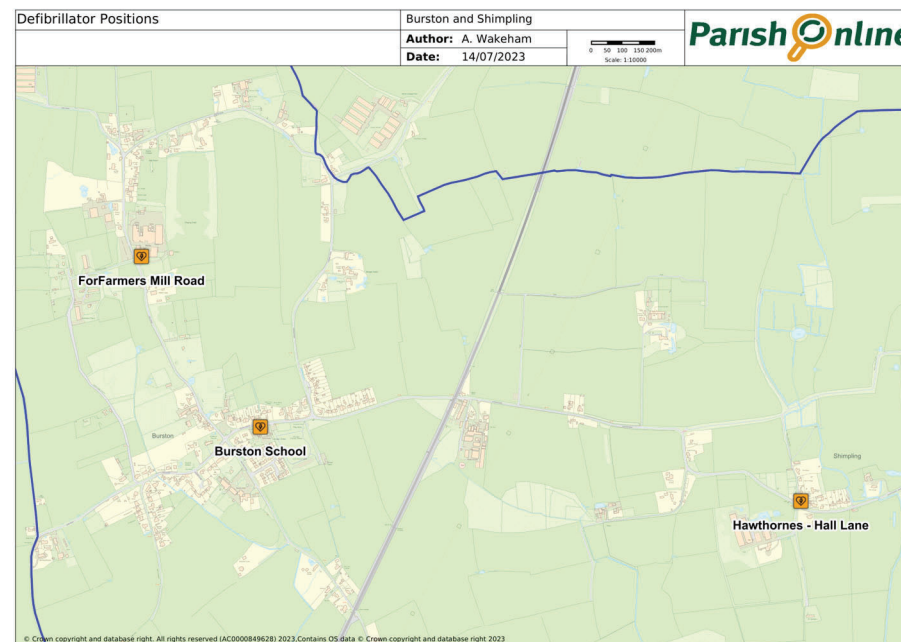 Defibrillator Positions
Burston and Shimpling
Author: A. Wakeham
Date: 14/07/2023
0 50 100 150 200m
Scale: 1:10000
Parish Online
ForFarmers Mill Road
Burston
Burston School
Shimpling
Hawthornes - Hall Lane
© Crown copyright and database right. All rights reserved (AC0000849628) 2023,Contains OS data © Crown copyright and database right 2023